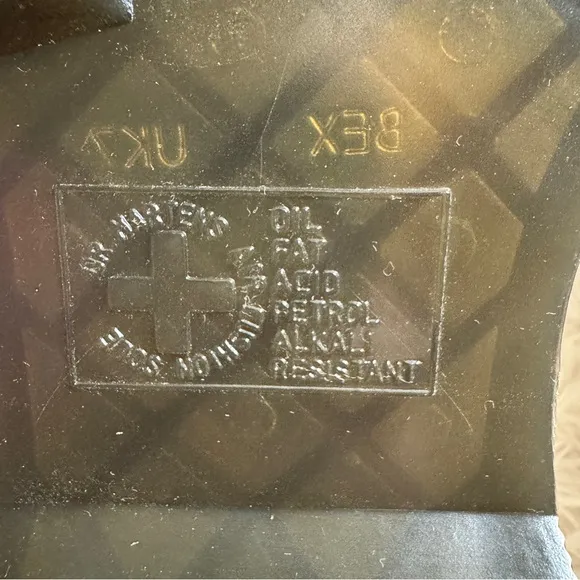 UK7
BEX
DR. MARTENS AIR CUSHION SOLE
OIL
FAT
ACID
PETROL
ALKALI
RESISTANT